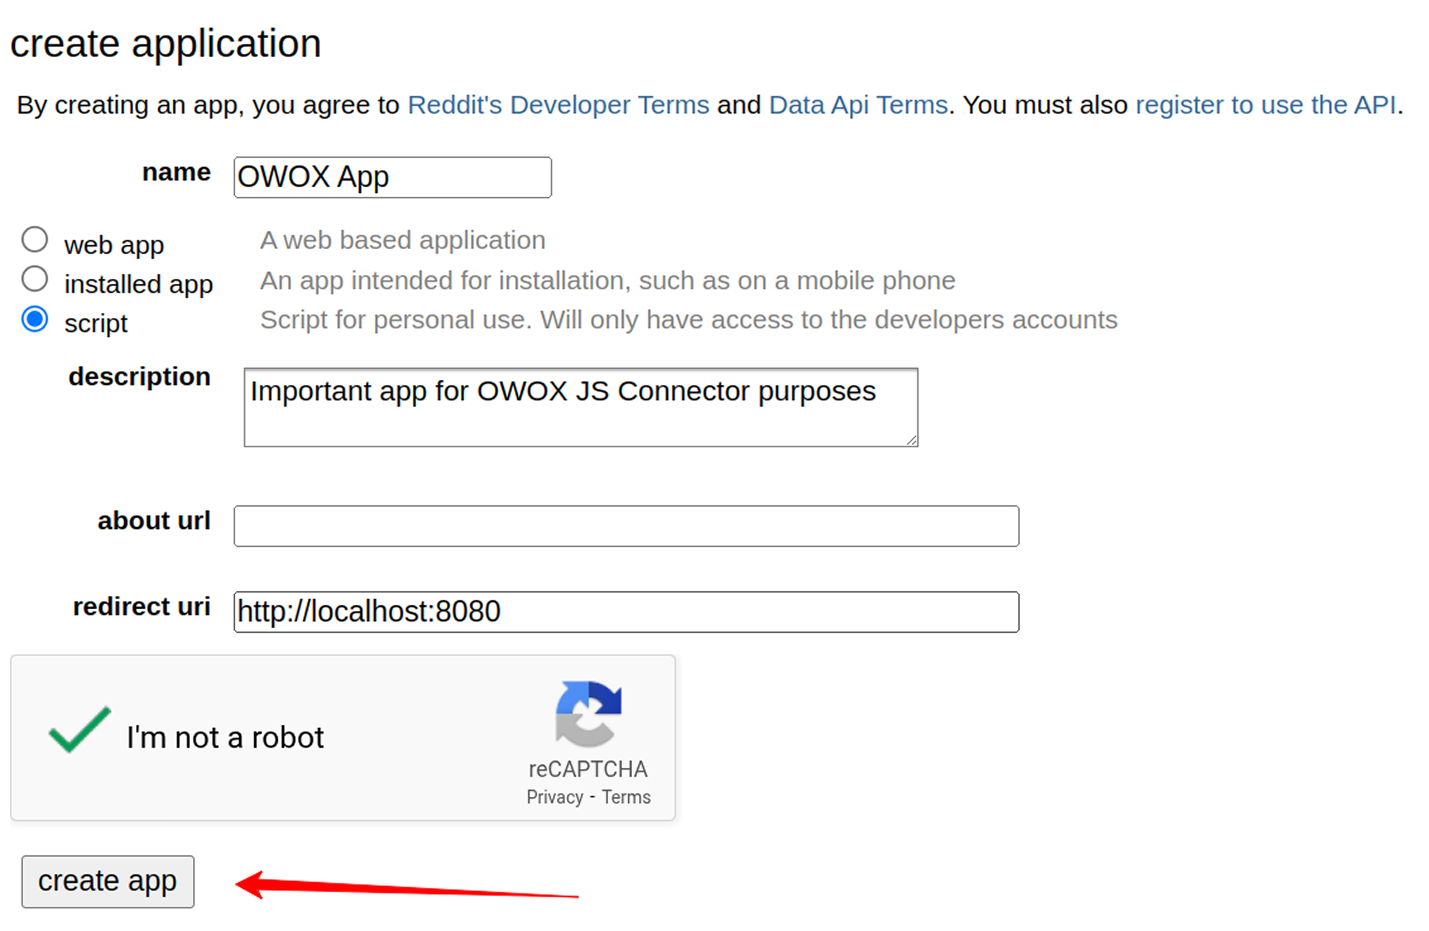 create application
By creating an app, you agree to Reddit's Developer Terms and Data Api Terms. You must also register to use the API.
name OWOX App
web app A web based application
installed app An app intended for installation, such as on a mobile phone
script Script for personal use. Will only have access to the developers accounts
description Important app for OWOX JS Connector purposes
about url
redirect uri http://localhost:8080
I'm not a robot
reCAPTCHA
Privacy - Terms
create app